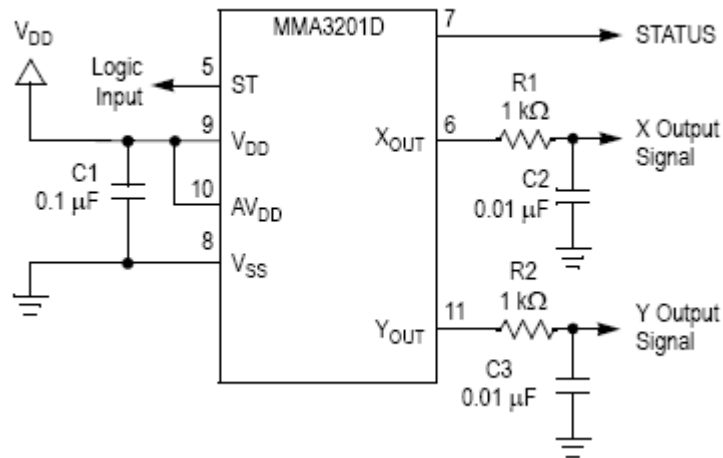 MMA3201D
7
STATUS
VDD
Logic
Input
5
ST
R1
1 kΩ
9
VDD
XOUT
6
X Output
Signal
C1
0.1 μF
10
AVDD
C2
0.01 μF
8
VSS
R2
1 kΩ
YOUT
11
Y Output
Signal
C3
0.01 μF